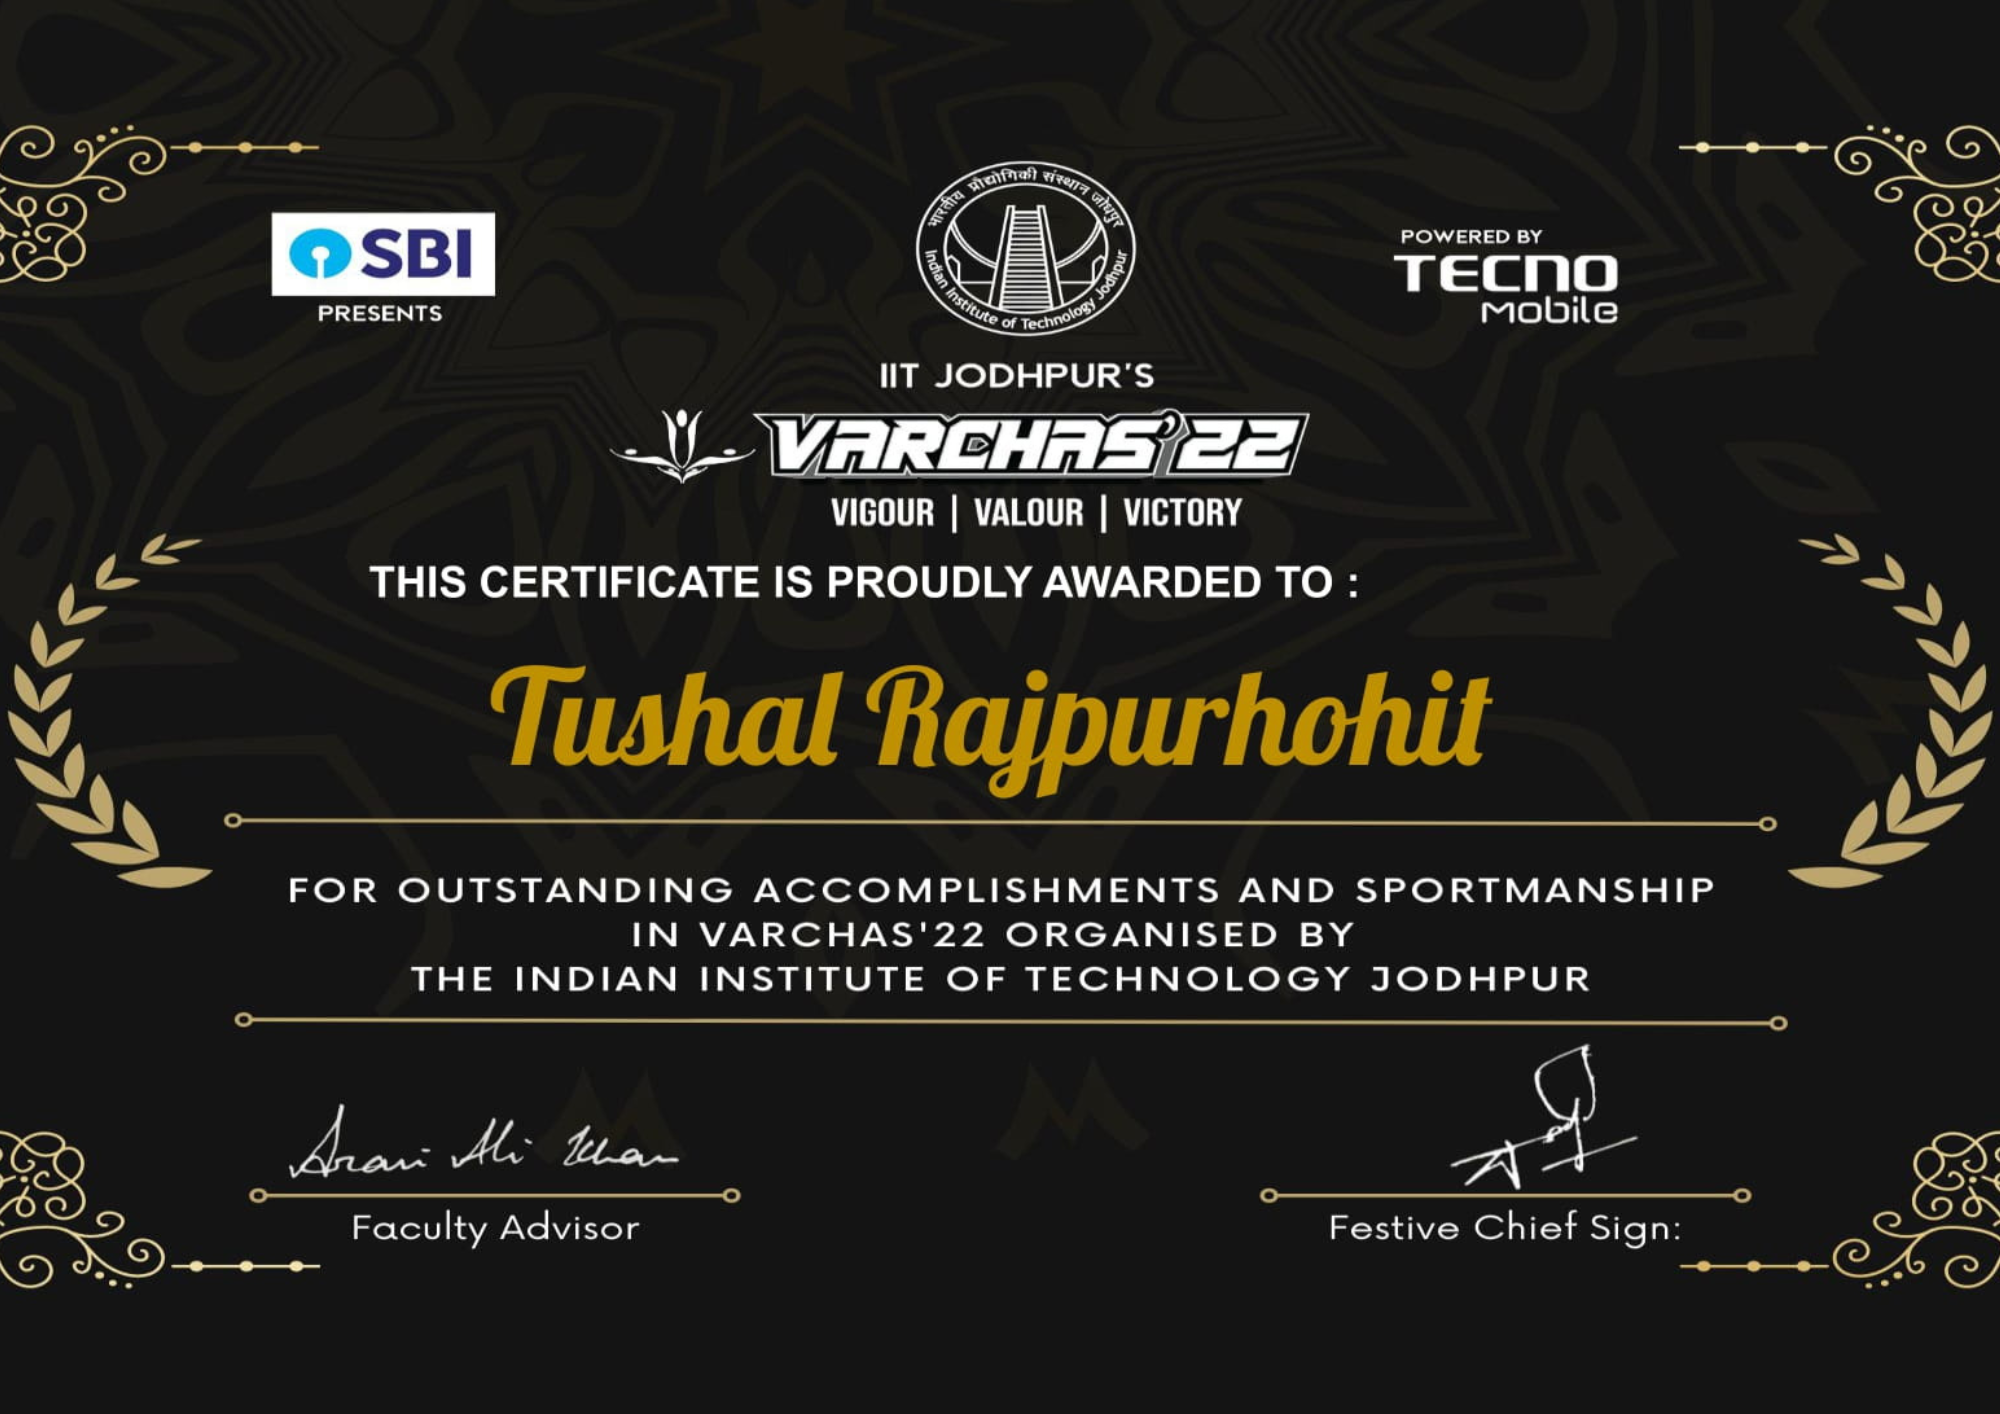 SBI
PRESENTS
भारतीय प्रौद्योगिकी संस्थान जोधपुर
Indian Institute of Technology Jodhpur
POWERED BY
TECNO
Mobile
IIT JODHPUR'S
VARCHAS'22
VIGOUR | VALOUR | VICTORY
THIS CERTIFICATE IS PROUDLY AWARDED TO :
Tushal Rajpurhohit
FOR OUTSTANDING ACCOMPLISHMENTS AND SPORTMANSHIP
IN VARCHAS'22 ORGANISED BY
THE INDIAN INSTITUTE OF TECHNOLOGY JODHPUR
Ali Khan
Faculty Advisor
Festive Chief Sign: